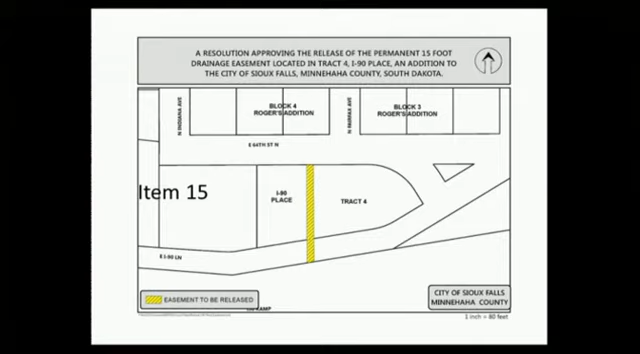 A RESOLUTION APPROVING THE RELEASE OF THE PERMANENT 15 FOOT
DRAINAGE EASEMENT LOCATED IN TRACT 4, I-90 PLACE, AN ADDITION TO
THE CITY OF SIOUX FALLS, MINNEHAHA COUNTY, SOUTH DAKOTA.
N INDIANA AVE
BLOCK 4
ROGER'S ADDITION
N FAIRFAX AVE
BLOCK 3
ROGER'S ADDITION
E 64TH ST N
Item 15
I-90
PLACE
TRACT 4
E I-90 LN
EASEMENT TO BE RELEASED
CITY OF SIOUX FALLS
MINNEHAHA COUNTY
RAMP
1 inch = 80 feet